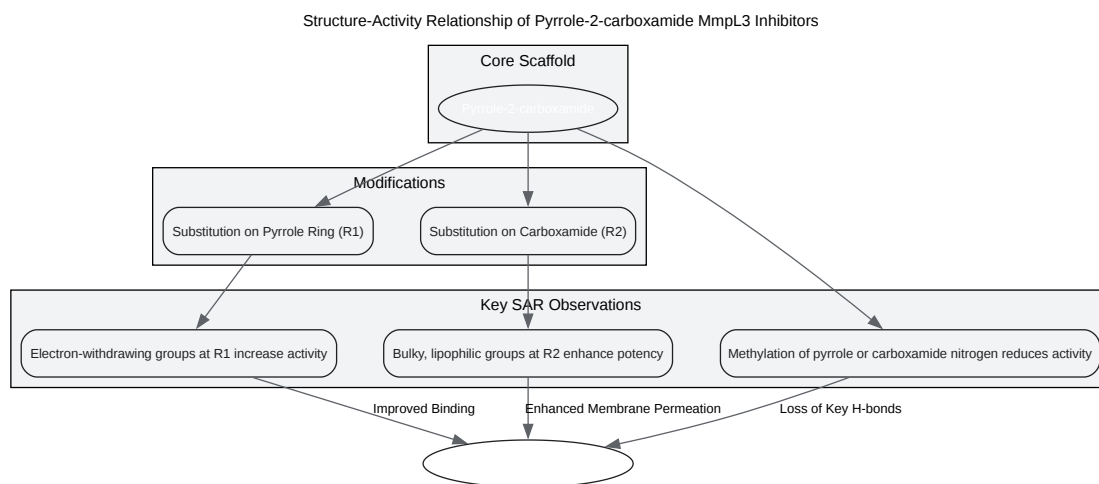 Structure-Activity Relationship of Pyrrole-2-carboxamide MmpL3 Inhibitors
Core Scaffold
Pyrrole-2-carboxamide
Modifications
Substitution on Pyrrole Ring (R1)
Substitution on Carboxamide (R2)
Key SAR Observations
Electron-withdrawing groups at R1 increase activity
Bulky, lipophilic groups at R2 enhance potency
Methylation of pyrrole or carboxamide nitrogen reduces activity
Improved Binding
Enhanced Membrane Permeation
Loss of Key H-bonds